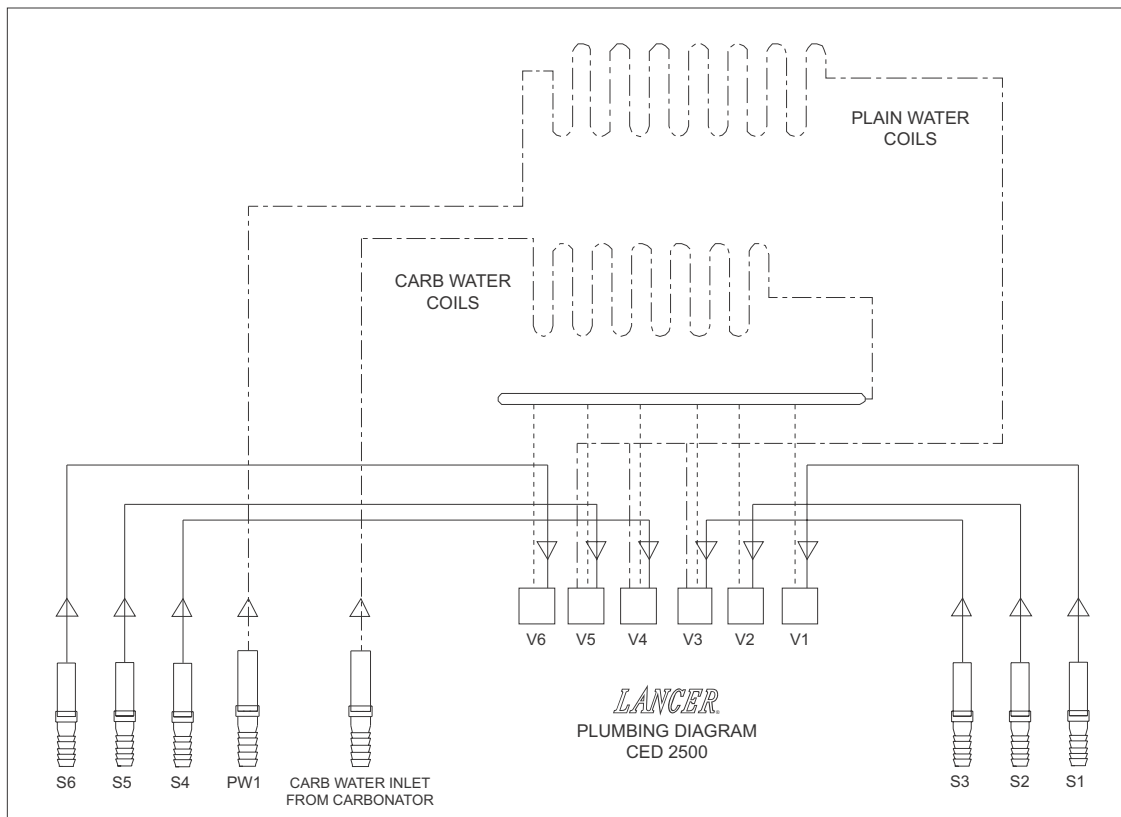 PLAIN WATER
COILS
CARB WATER
COILS
V6 V5 V4 V3 V2 V1
LANCER®
PLUMBING DIAGRAM
CED 2500
S6 S5 S4 PW1 CARB WATER INLET
FROM CARBONATOR
S3 S2 S1